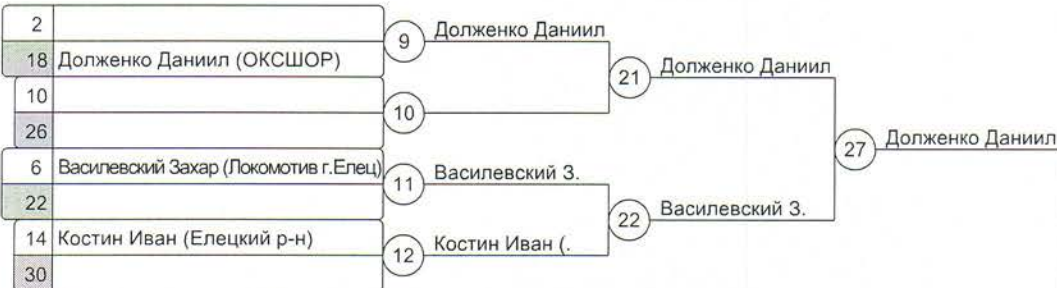 2
18 Долженко Даниил (ОКСШОР)
9
Долженко Даниил
10
26
10
21
Долженко Даниил
6 Василевский Захар (Локомотив г.Елец)
22
11
Василевский З.
14 Костин Иван (Елецкий р-н)
30
12
Костин Иван (.
22
Василевский З.
27
Долженко Даниил